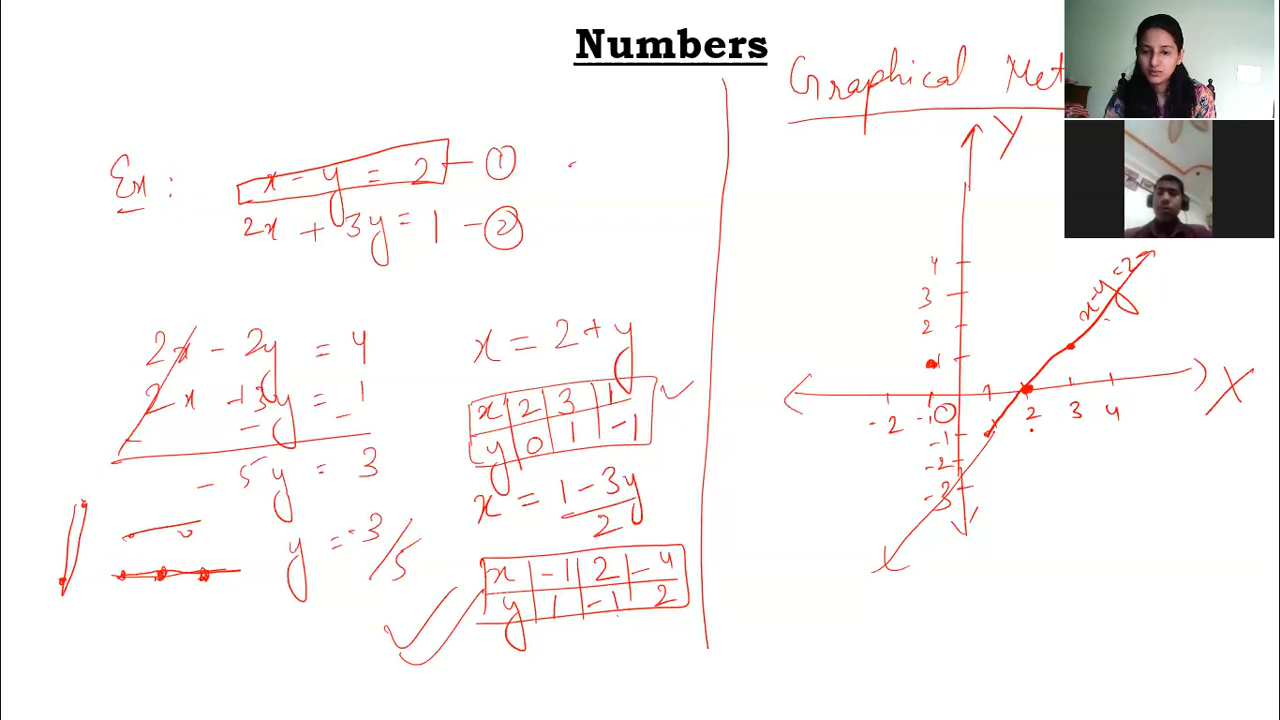 Numbers
Ex : x - y = 2 - ①
2x + 3y = 1 - ②
2x - 2y = 4
2x + 3y = 1
- - -
- 5y = 3
y = -3/5
x = 2 + y
x 2 3 1
y 0 1 -1
x = 1 - 3y / 2
x -1 2 -4
y 1 -1 2
Graphical Met
Y
4
3
2
x - y = 2
-2 -1 O 2 3 4 X
-1
-2
-3